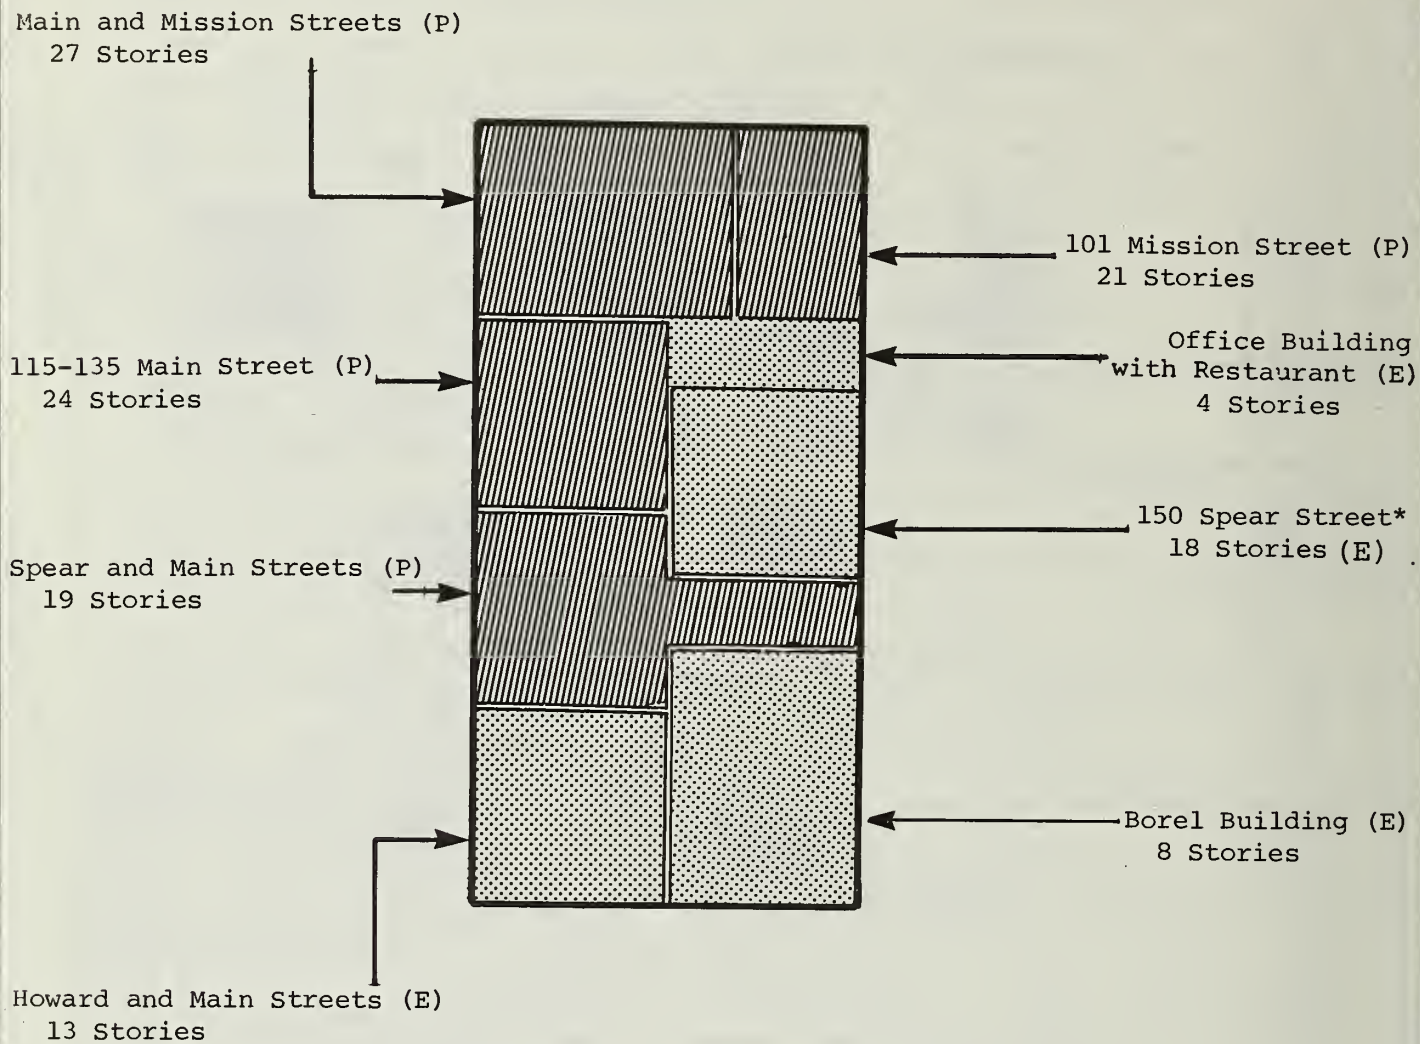 Main and Mission Streets (P)
27 Stories
101 Mission Street (P)
21 Stories
Office Building
with Restaurant (E)
4 Stories
115-135 Main Street (P)
24 Stories
150 Spear Street*
18 Stories (E)
Spear and Main Streets (P)
19 Stories
Borel Building (E)
8 Stories
Howard and Main Streets (E)
13 Stories